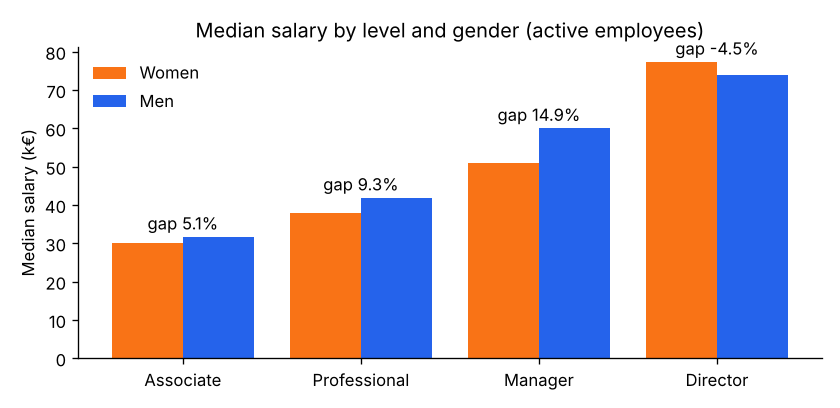 Median salary by level and gender (active employees)
Women
Men
Median salary (k€)
80
70
60
50
40
30
20
10
0
gap 5.1%
gap 9.3%
gap 14.9%
gap -4.5%
Associate
Professional
Manager
Director